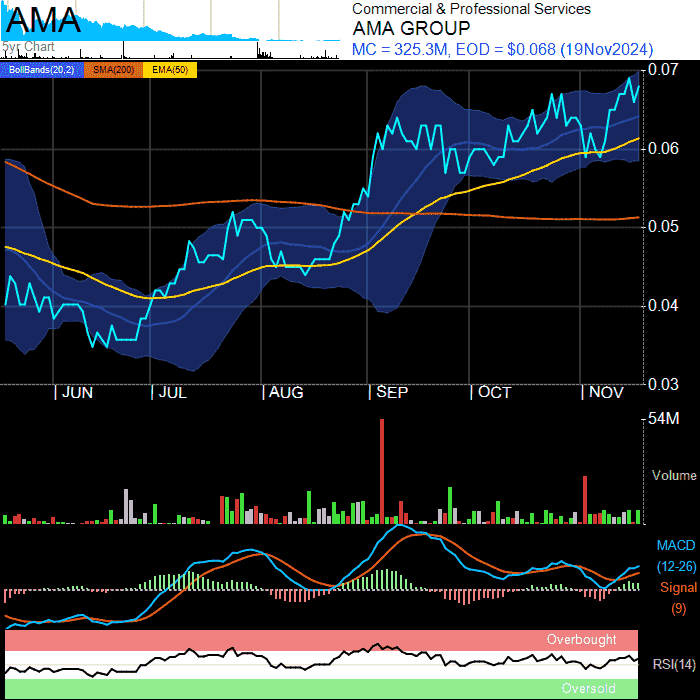 AMA
5yr Chart
Commercial & Professional Services
AMA GROUP
MC = 325.3M, EOD = $0.068 (19Nov2024)
BollBands(20,2) SMA(200) EMA(50)
0.07
0.06
0.05
0.04
0.03
JUN JUL AUG SEP OCT NOV
54M
Volume
MACD
(12-26)
Signal
(9)
Overbought
RSI(14)
Oversold